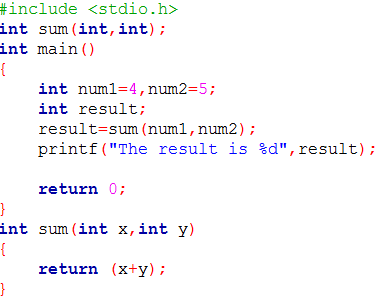 #include <stdio.h>
int sum(int,int);
int main()
{
    int num1=4,num2=5;
    int result;
    result=sum(num1,num2);
    printf("The result is %d",result);

    return 0;
}
int sum(int x,int y)
{
    return (x+y);
}